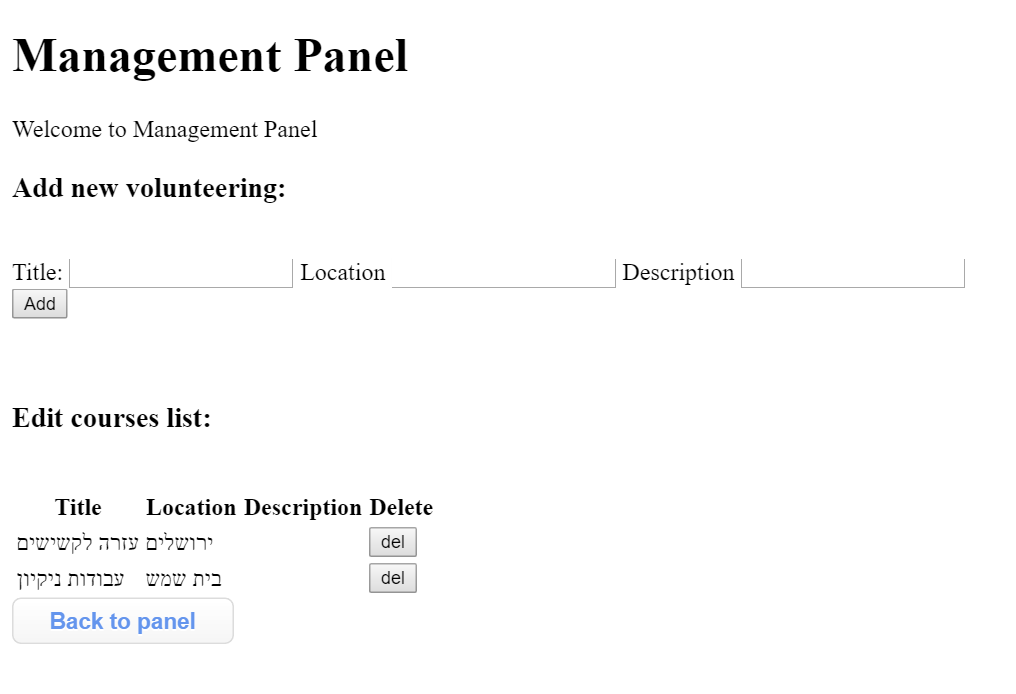 Management Panel
Welcome to Management Panel
Add new volunteering:
Title: Location Description
Add
Edit courses list:
Title Location Description Delete
עזרה לקשישים ירושלים del
עבודות ניקיון בית שמש del
Back to panel